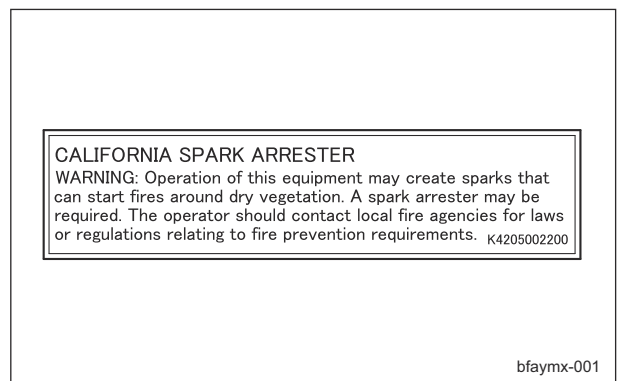 CALIFORNIA SPARK ARRESTER
WARNING: Operation of this equipment may create sparks that
can start fires around dry vegetation. A spark arrester may be
required. The operator should contact local fire agencies for laws
or regulations relating to fire prevention requirements. K4205002200
bfaymx-001